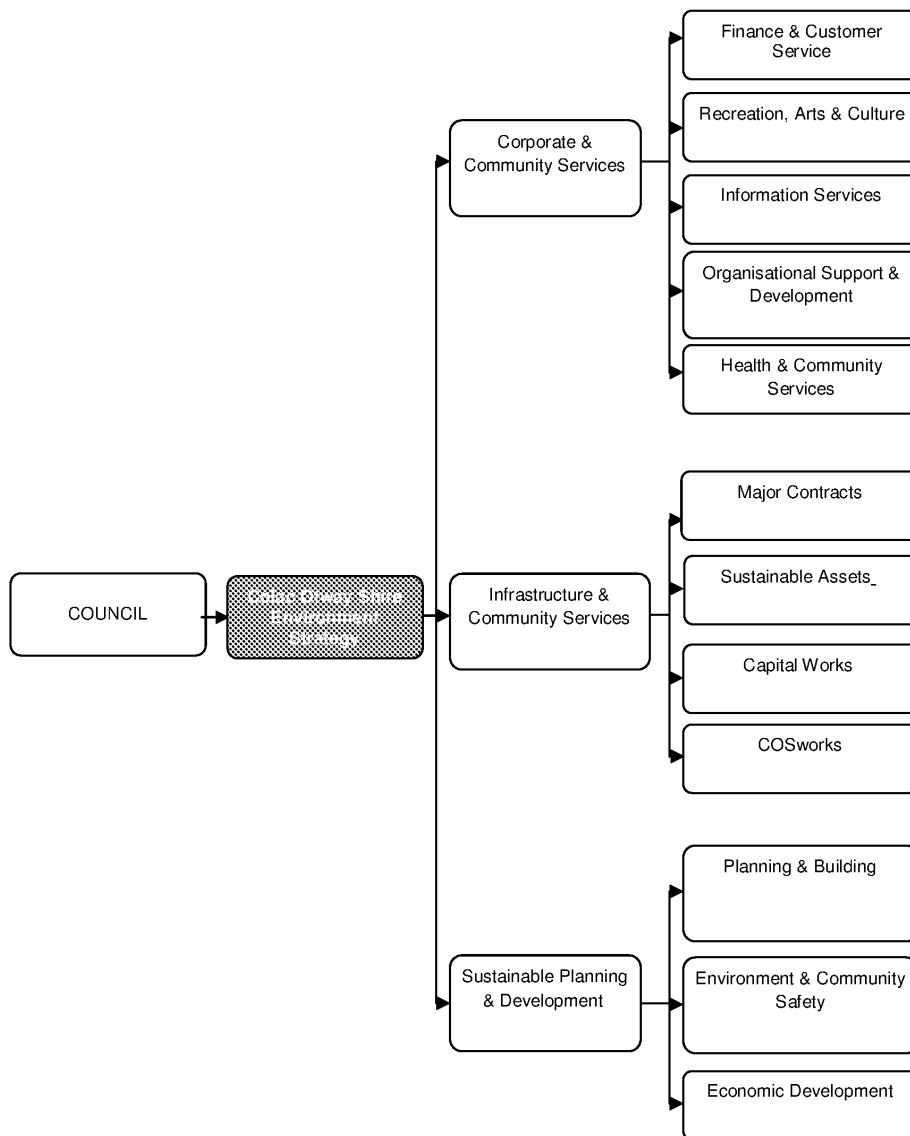 Finance & Customer
Service
Recreation, Arts & Culture
Corporate &
Community Services
Information Services
Organisational Support &
Development
Health & Community
Services
Major Contracts
Sustainable Assets_
COUNCIL
Colac Otway Shire
Environment
Strategy
Infrastructure &
Community Services
Capital Works
COSworks
Planning & Building
Sustainable Planning
& Development
Environment & Community
Safety
Economic Development